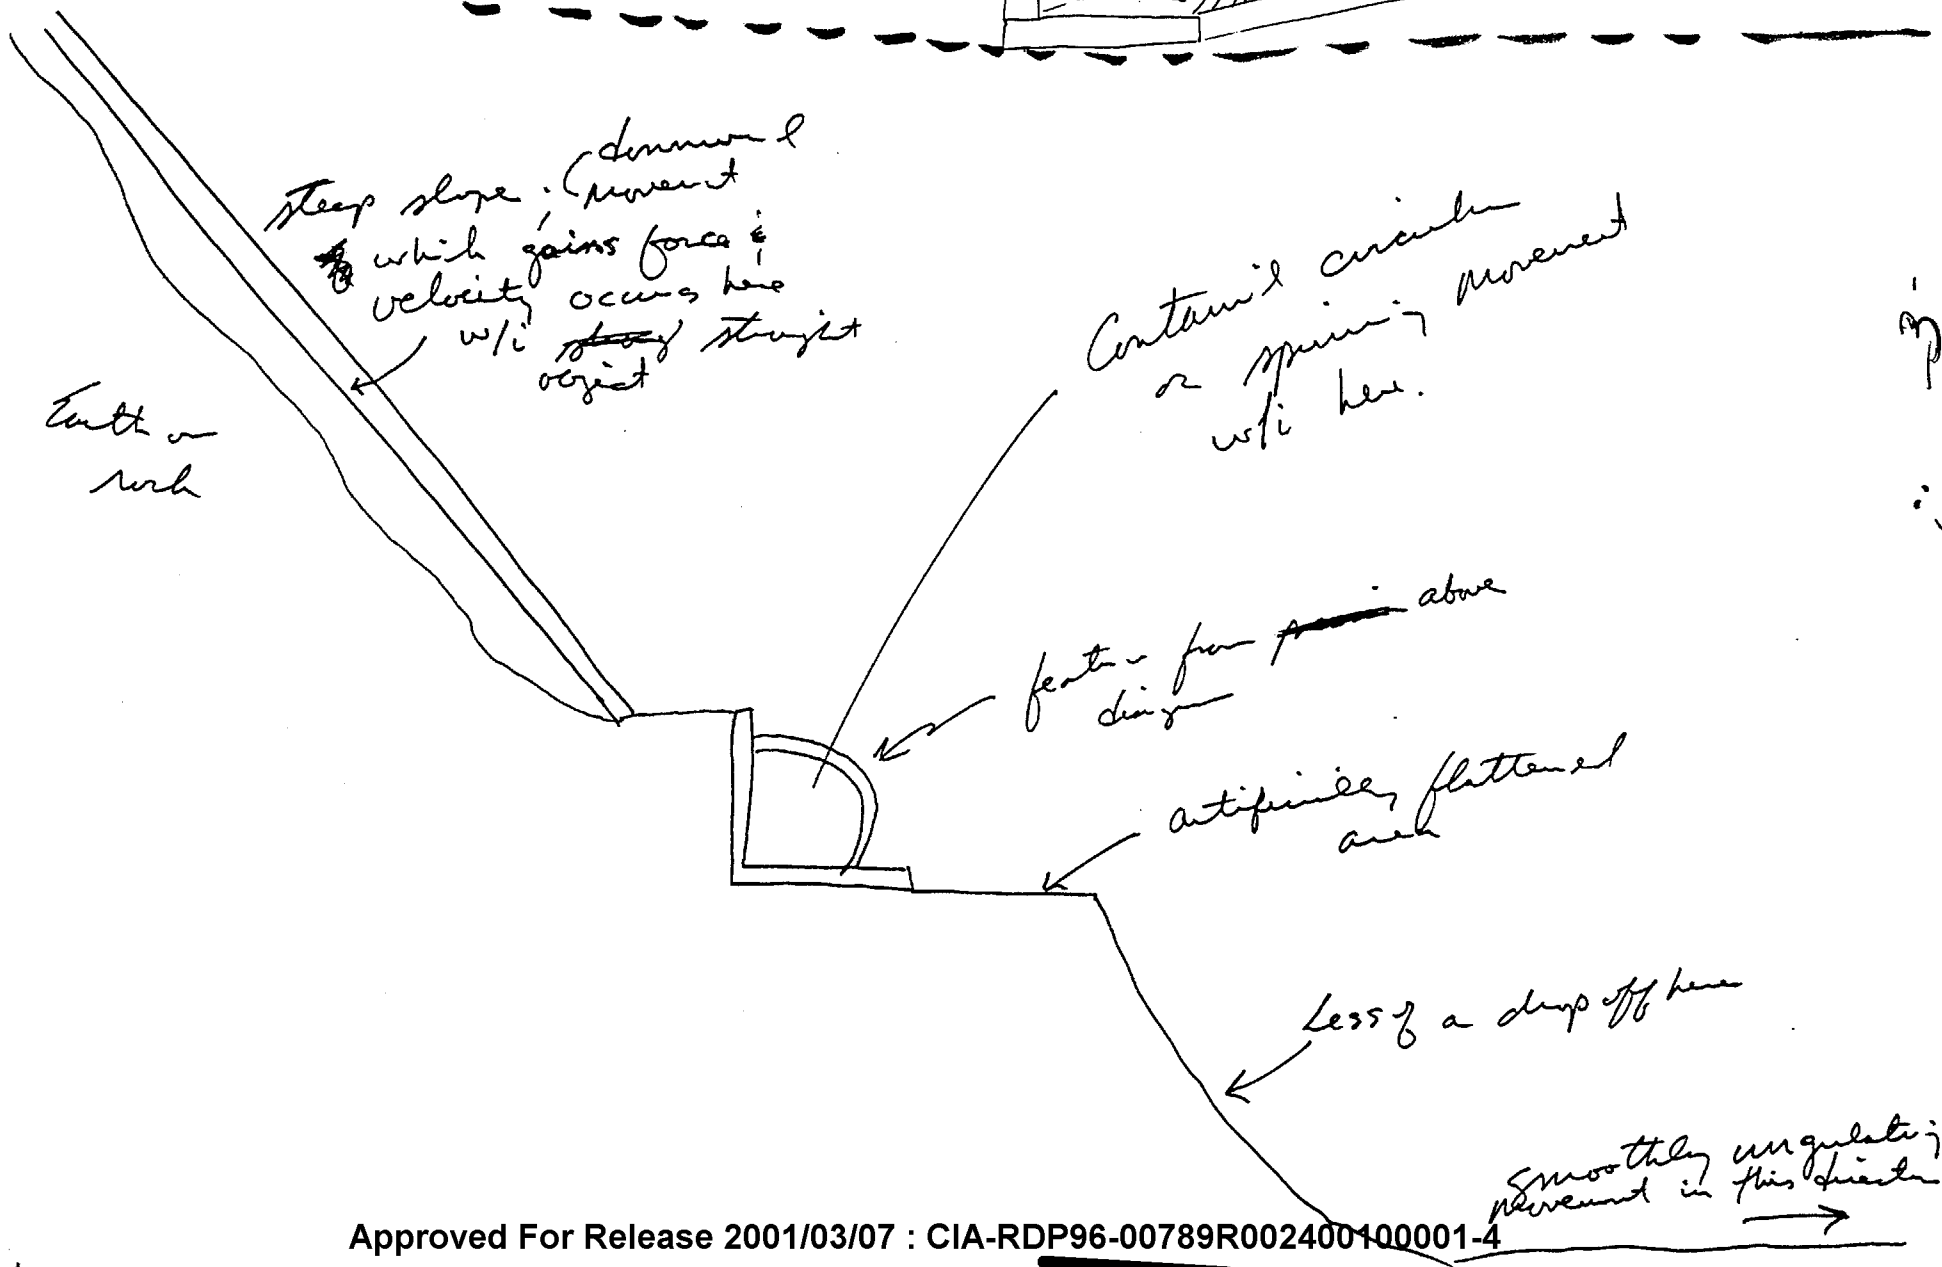 steep slope; (downward
movement
which gains force &
velocity occurs here
w/i straight
object
Earth or
rock
Contained circular
or spinning movement
w/i here.
feature from above
diagram
artificially flattened
area
Less of a drop off here
smoothly ungulating
movement in this direction
Approved For Release 2001/03/07 : CIA-RDP96-00789R002400100001-4